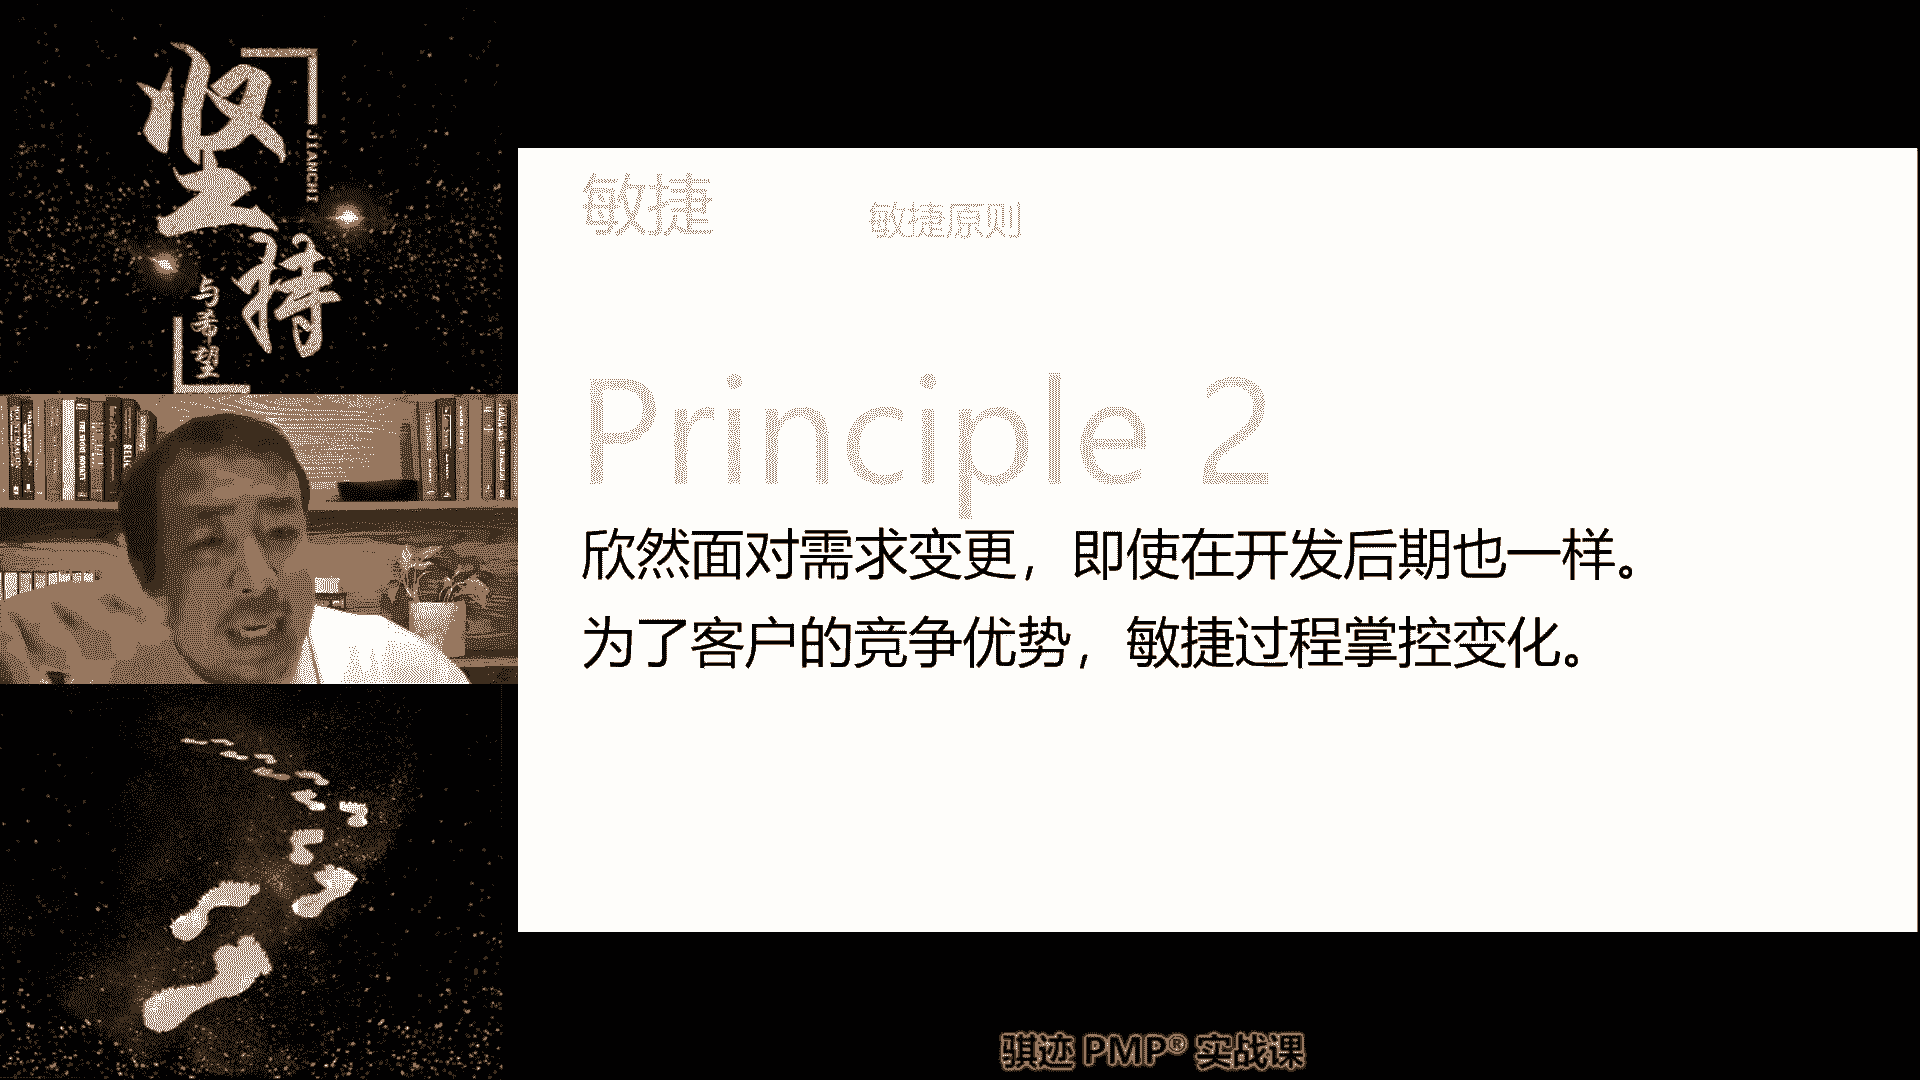 坚持
JIANCHI
与希望
敏捷
敏捷原则
Principle 2
欣然面对需求变更，即使在开发后期也一样。
为了客户的竞争优势，敏捷过程掌控变化。
骐迹 PMP® 实战课